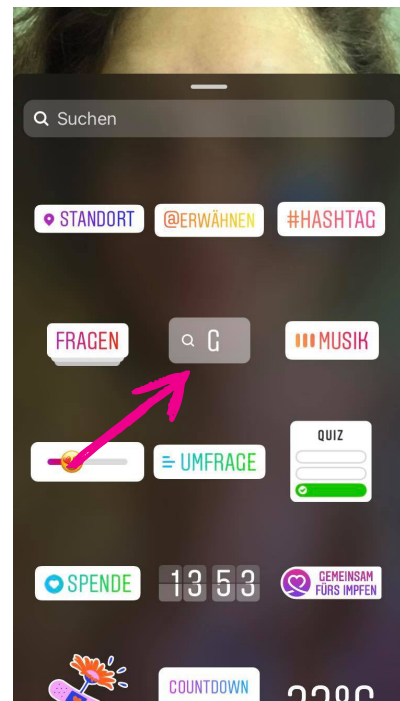 Suchen
STANDORT
@ERWÄHNEN
#HASHTAG
FRAGEN
G
MUSIK
UMFRAGE
QUIZ
SPENDE
13 53
GEMEINSAM
FÜRS IMPFEN
COUNTDOWN